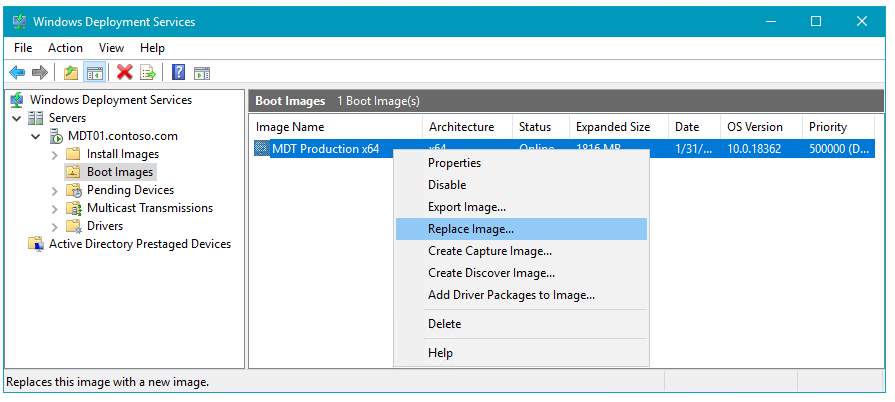 Windows Deployment Services
File Action View Help
Windows Deployment Services
Servers
MDT01.contoso.com
Install Images
Boot Images
Pending Devices
Multicast Transmissions
Drivers
Active Directory Prestaged Devices
Boot Images 1 Boot Image(s)
Image Name Architecture Status Expanded Size Date OS Version Priority
MDT Production x64 x64 Online 1816 MB 1/31/... 10.0.18362 500000 (D...
Properties
Disable
Export Image...
Replace Image...
Create Capture Image...
Create Discover Image...
Add Driver Packages to Image...
Delete
Help
Replaces this image with a new image.